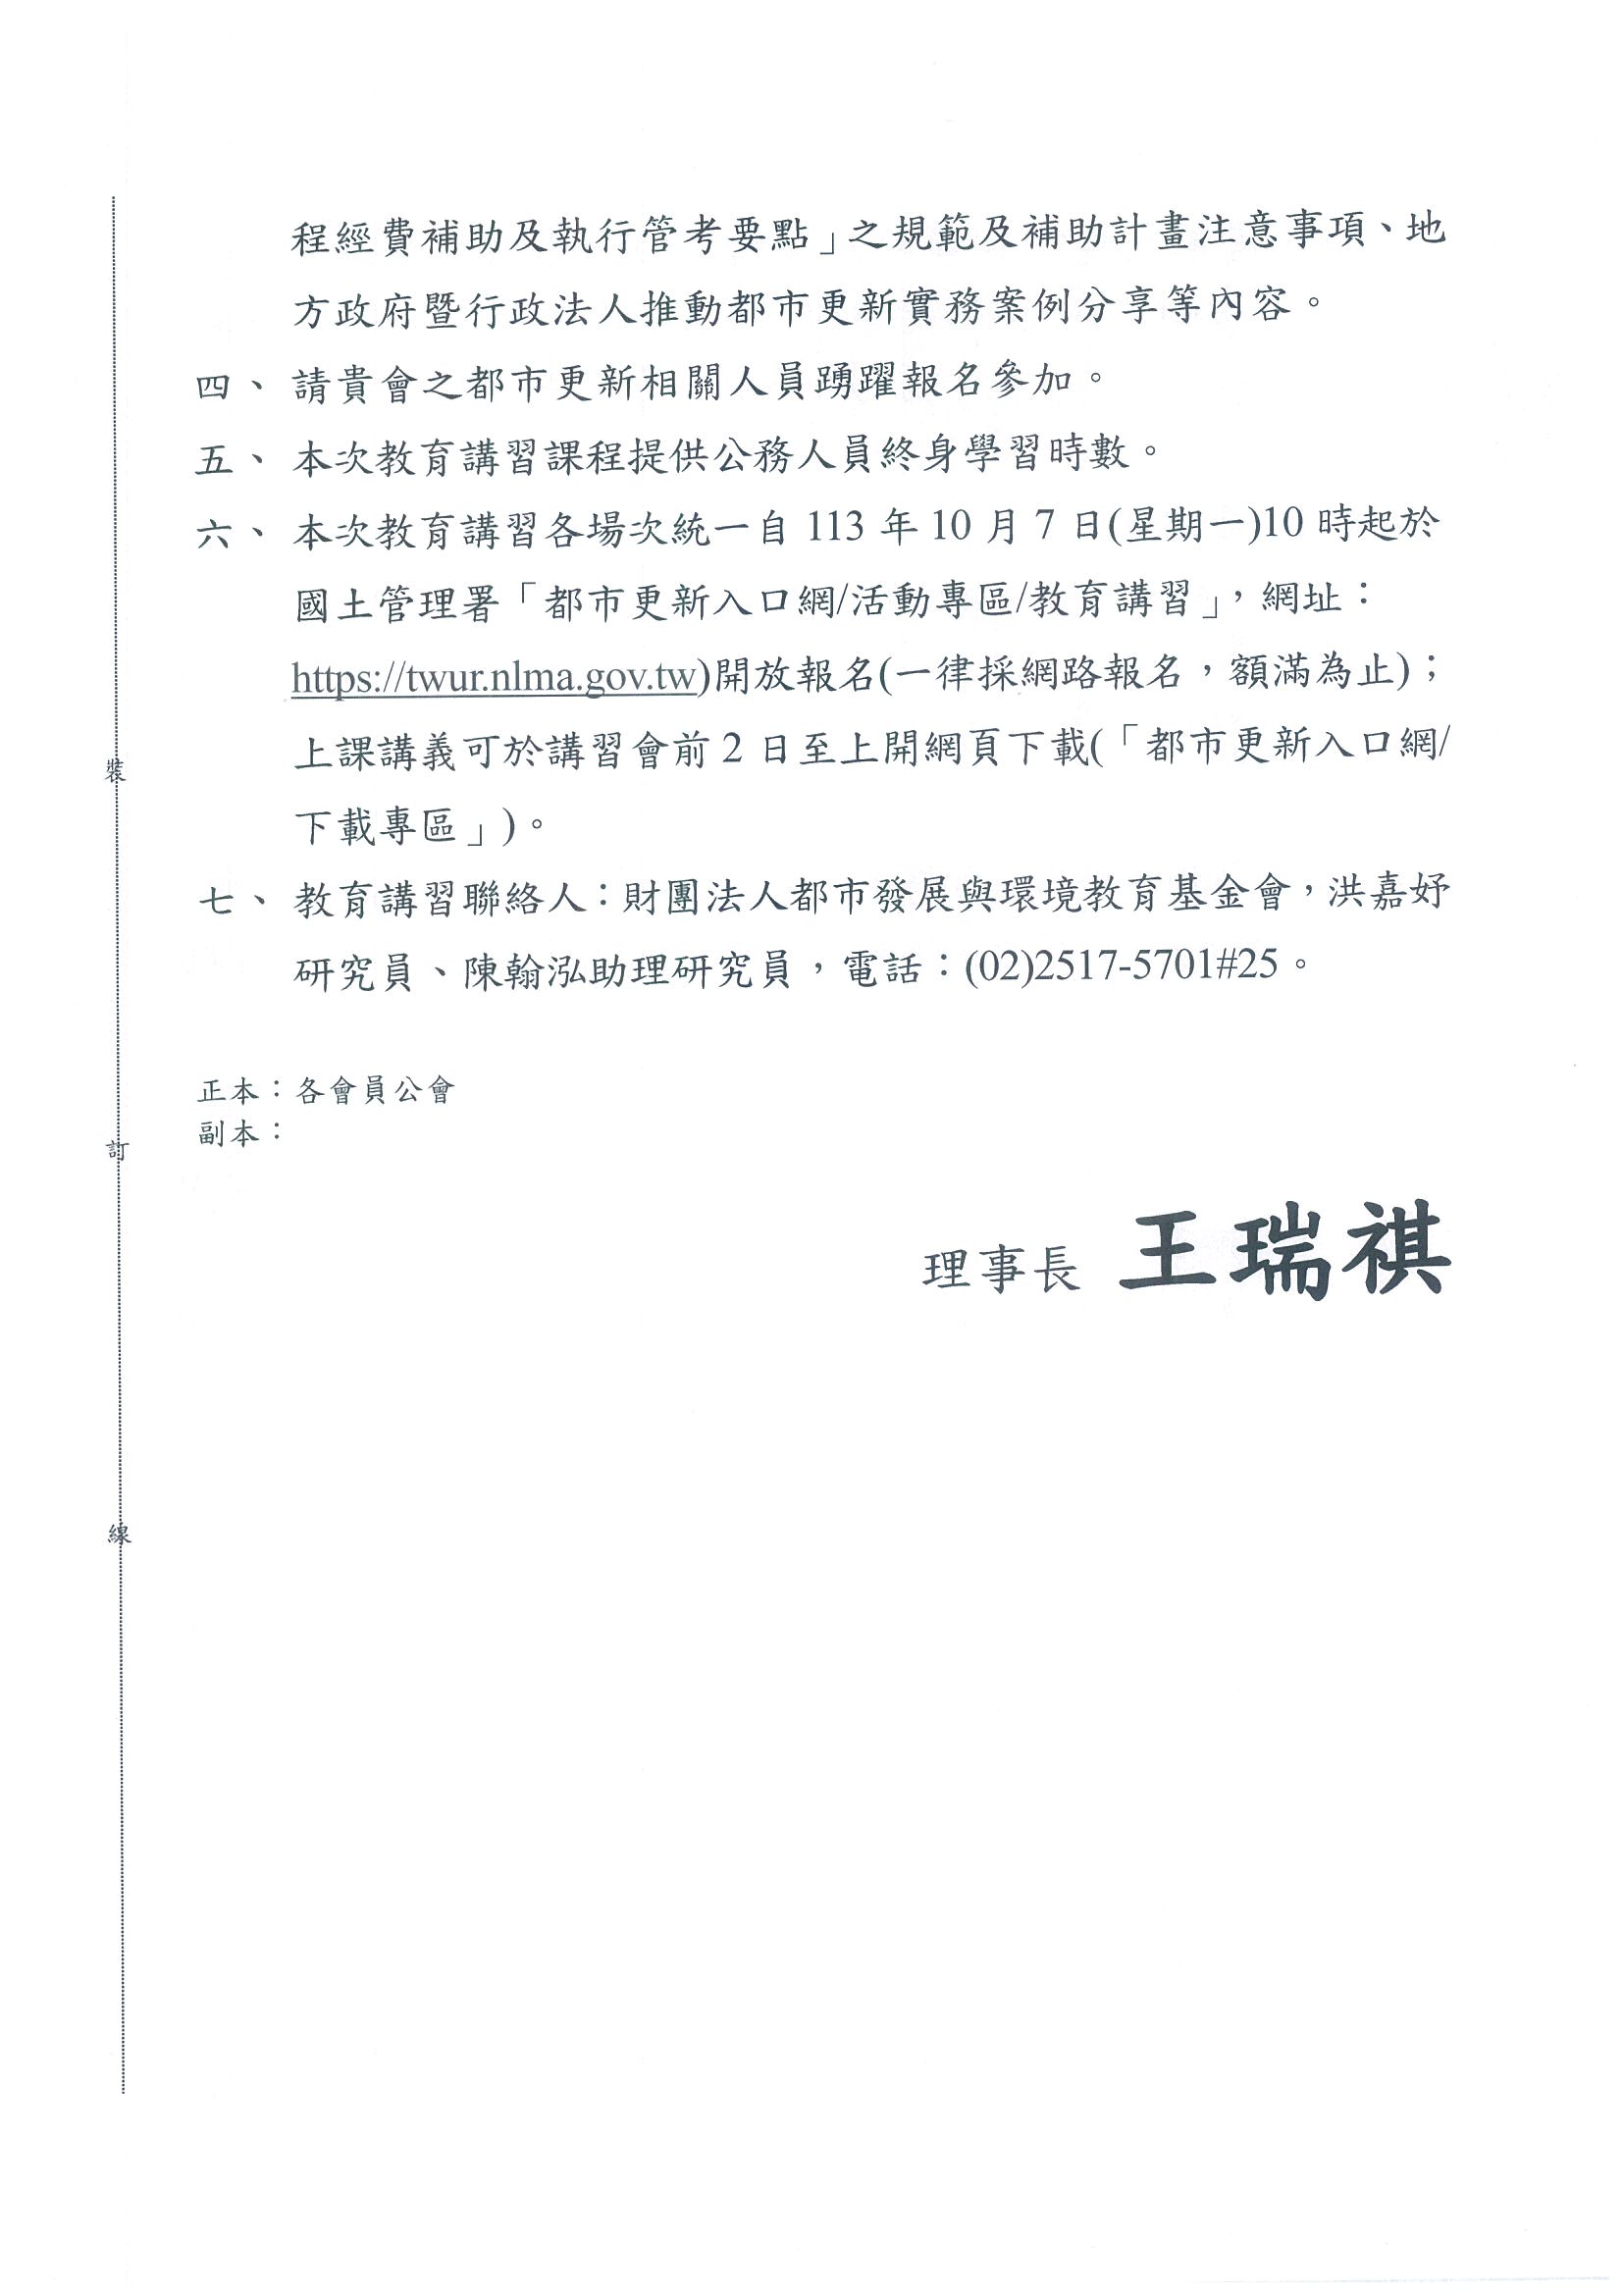 程經費補助及執行管考要點」之規範及補助計畫注意事項、地
方政府暨行政法人推動都市更新實務案例分享等內容。
四、請貴會之都市更新相關人員踴躍報名參加。
五、本次教育講習課程提供公務人員終身學習時數。
六、本次教育講習各場次統一自 113 年 10 月 7 日(星期一)10 時起於
國土管理署「都市更新入口網/活動專區/教育講習」,網址：
https://twur.nlma.gov.tw)開放報名(一律採網路報名，額滿為止)；
上課講義可於講習會前 2 日至上開網頁下載(「都市更新入口網/
下載專區」)。
七、教育講習聯絡人：財團法人都市發展與環境教育基金會，洪嘉妤
研究員、陳翰泓助理研究員，電話：(02)2517-5701#25。
正本：各會員公會
副本：
理事長 王瑞祺
裝
訂
線